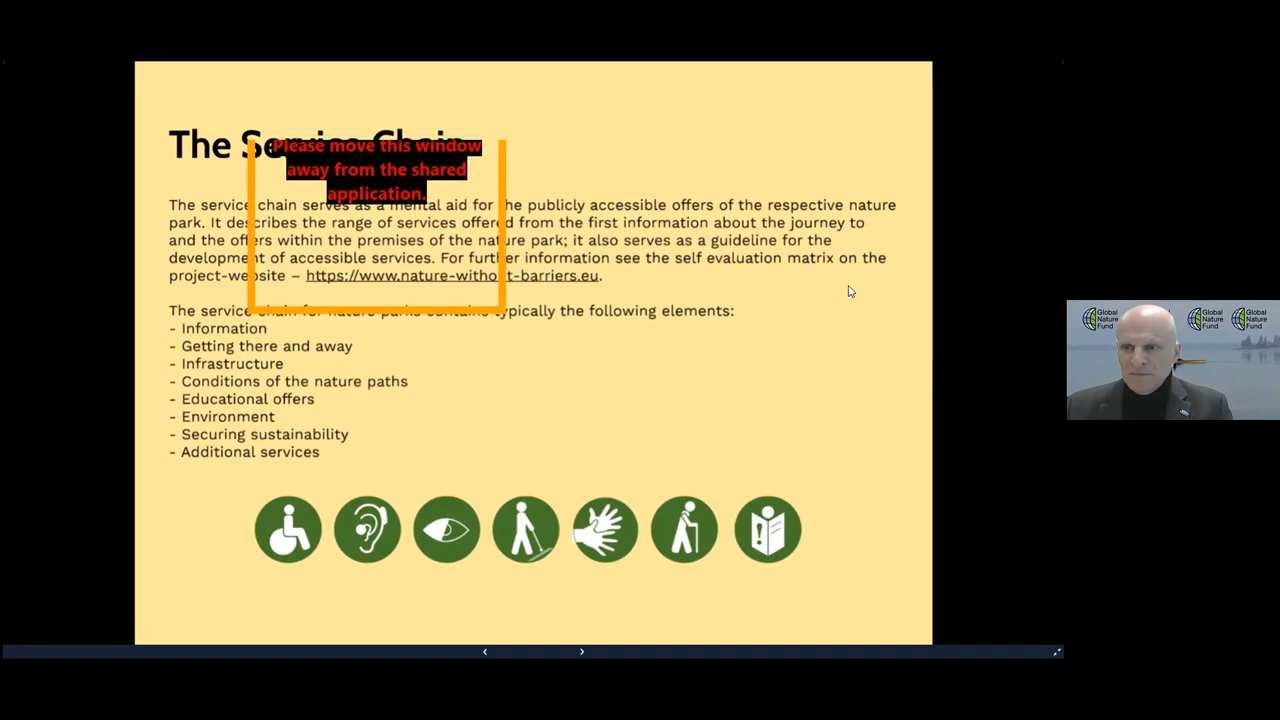 The Service Chain
Please move this window
away from the shared
application.
The service chain serves as a mental aid for the publicly accessible offers of the respective nature
park. It describes the range of services offered from the first information about the journey to
and the offers within the premises of the nature park; it also serves as a guideline for the
development of accessible services. For further information see the self evaluation matrix on the
project-website – https://www.nature-without-barriers.eu.
The service chain for nature parks contains typically the following elements:
- Information
- Getting there and away
- Infrastructure
- Conditions of the nature paths
- Educational offers
- Environment
- Securing sustainability
- Additional services
Global
Nature
Fund
Global
Nature
Fund
Global
Nature
Fund